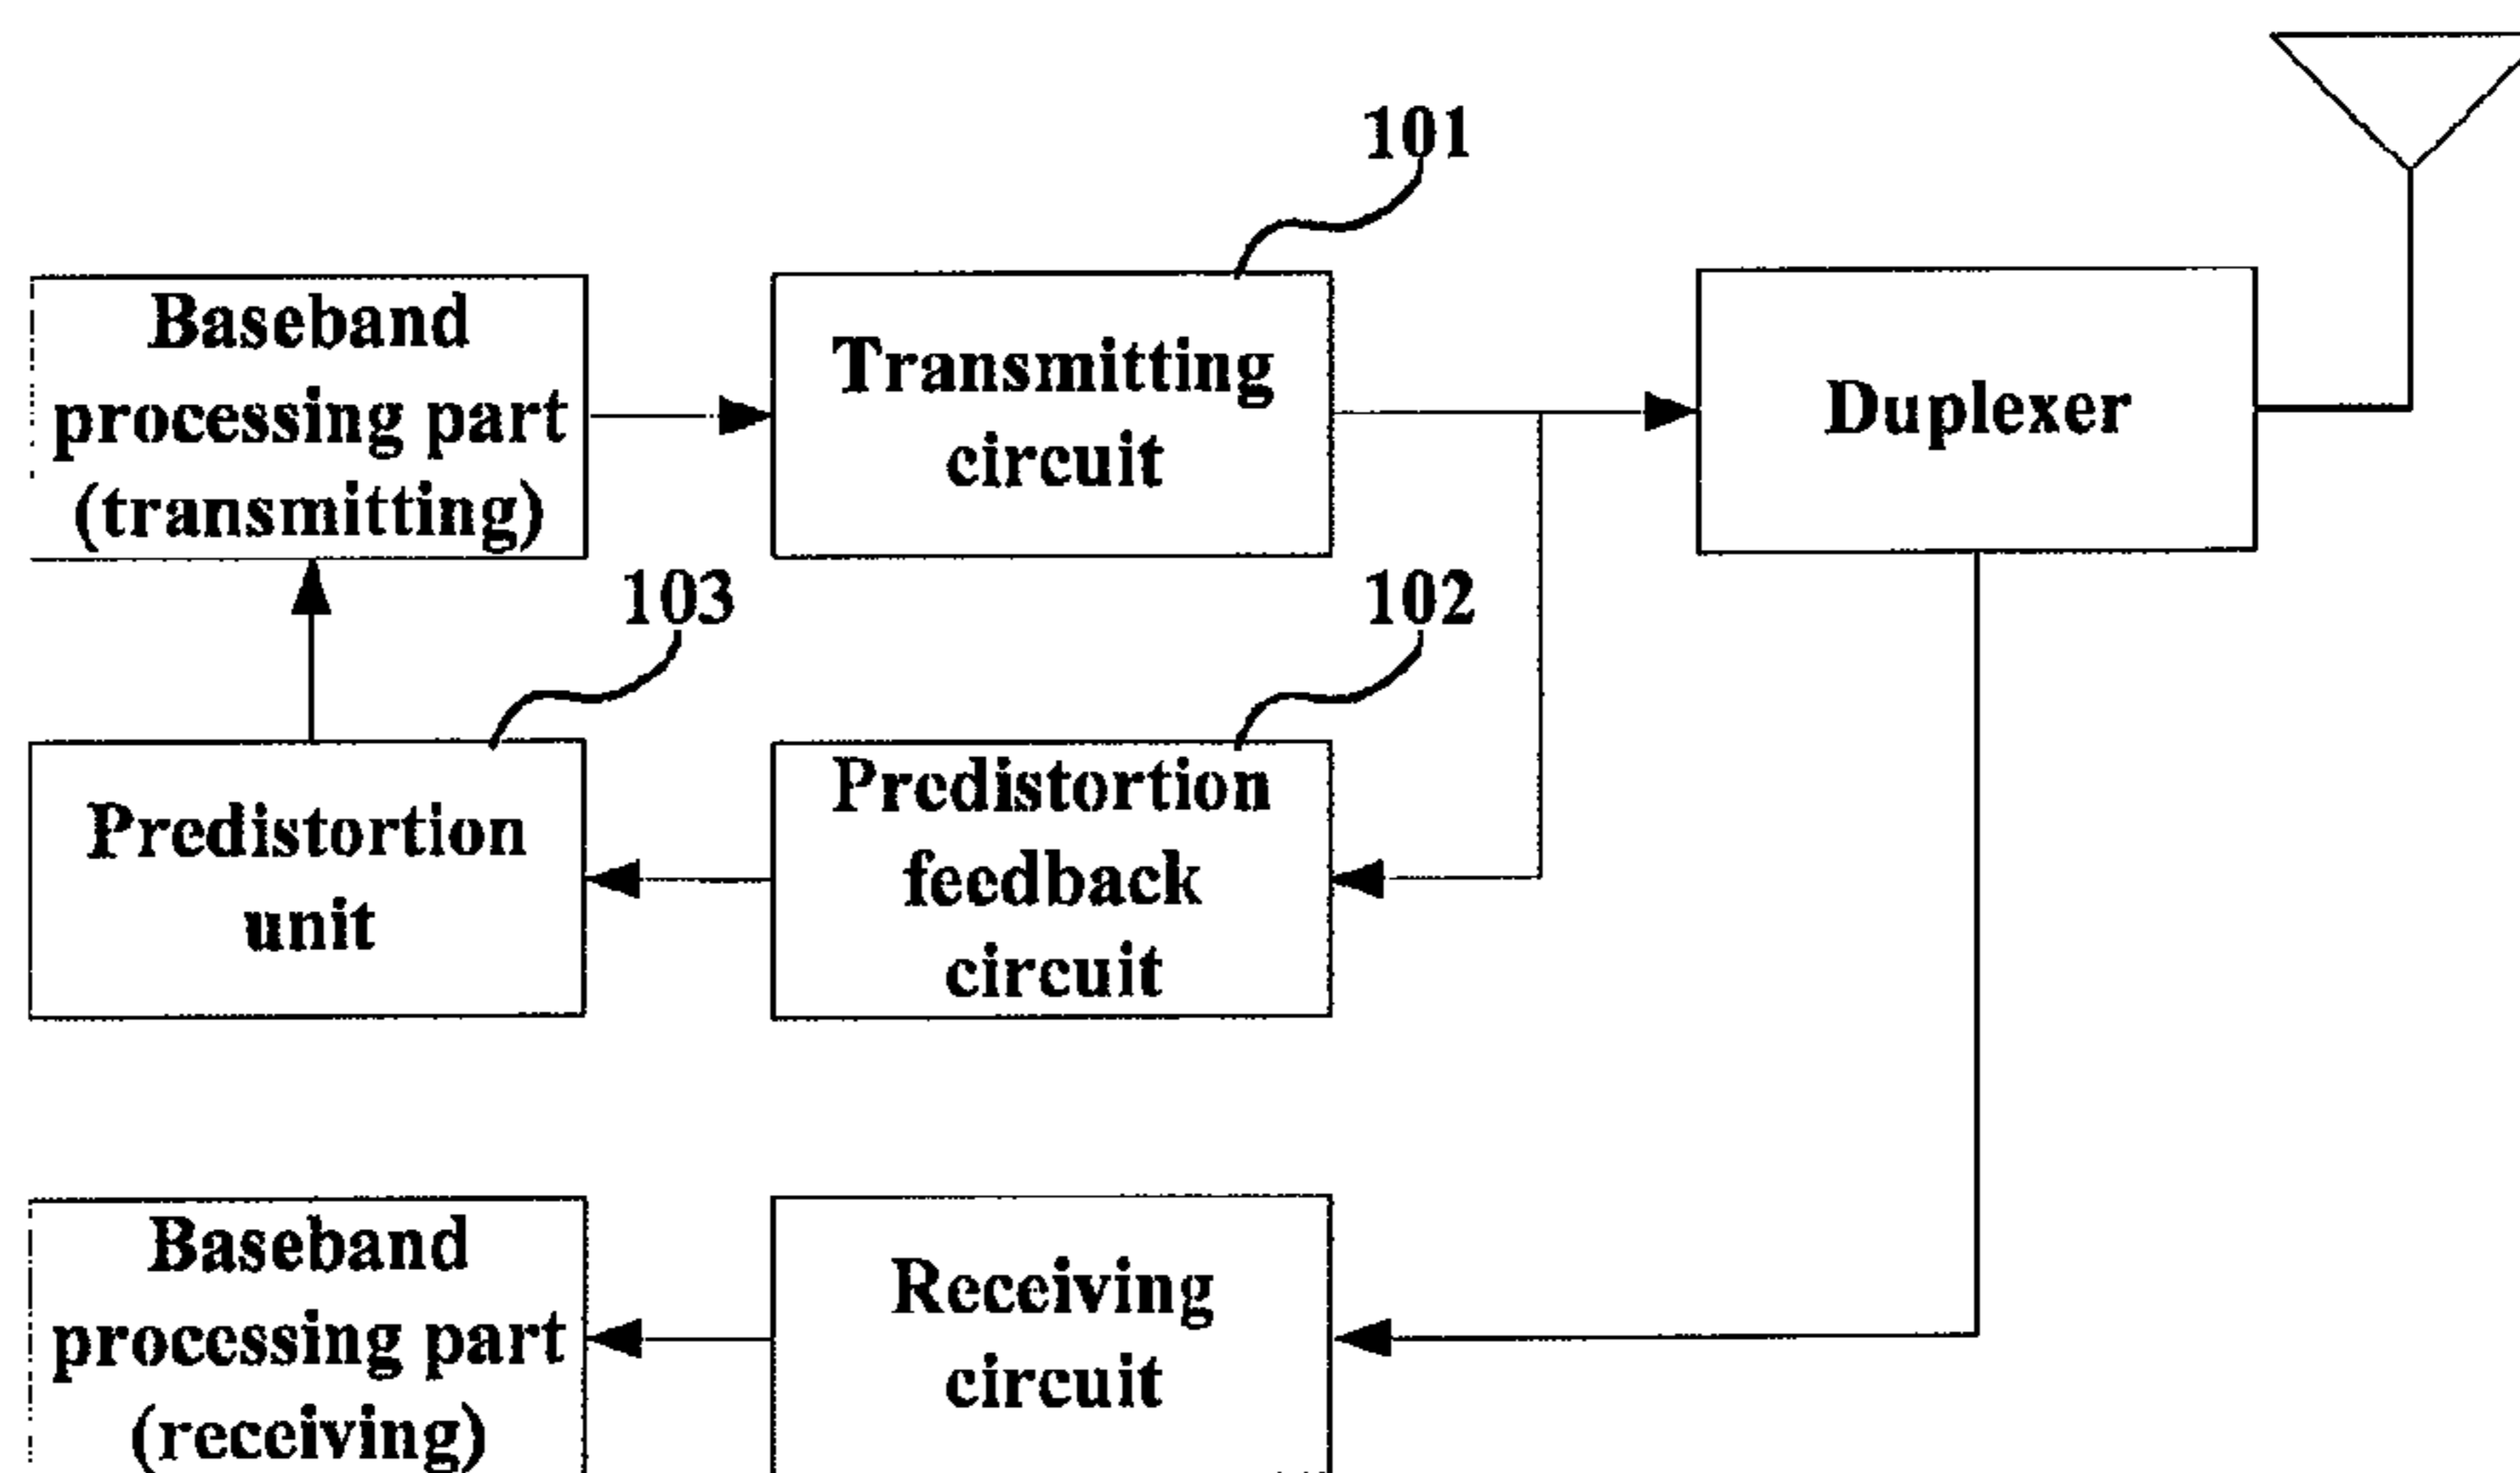 101
Baseband
processing part
(transmitting)
Transmitting
circuit
Duplexer
103
102
Predistortion
unit
Predistortion
feedback
circuit
Baseband
processing part
(receiving)
Receiving
circuit